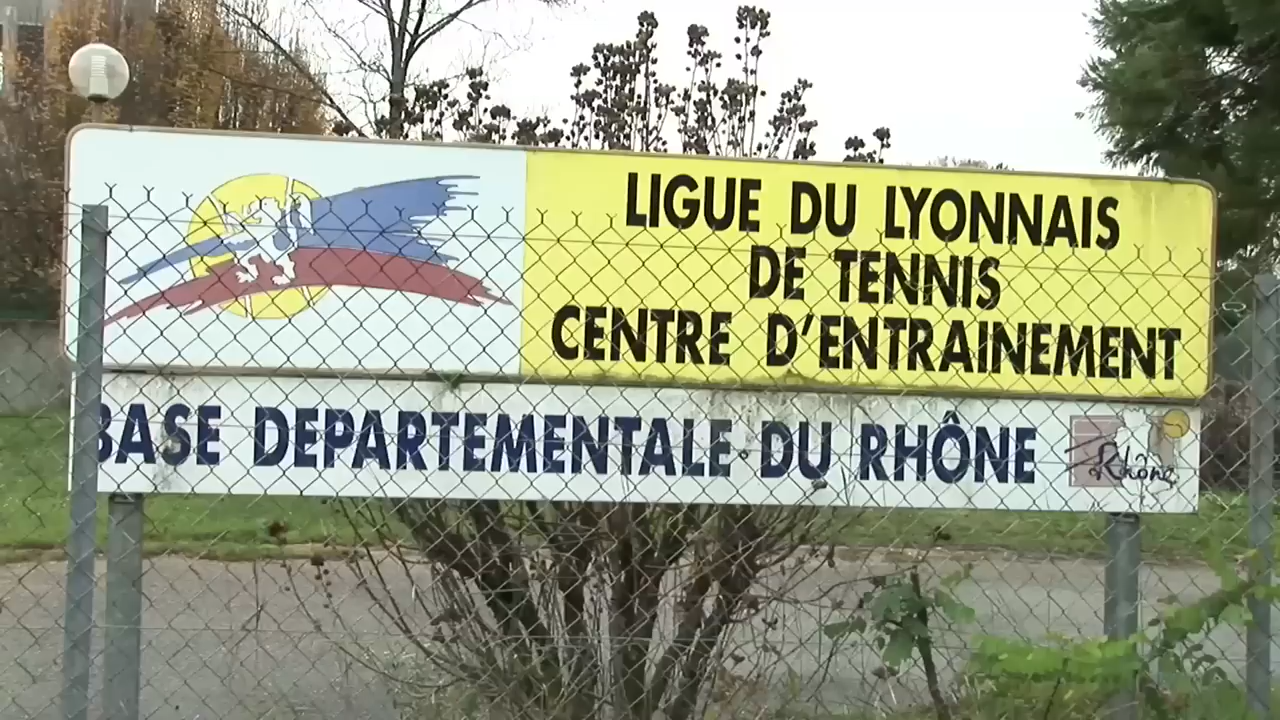 LIGUE DU LYONNAIS
DE TENNIS
CENTRE D'ENTRAINEMENT
BASE DEPARTEMENTALE DU RHÔNE
Rhône